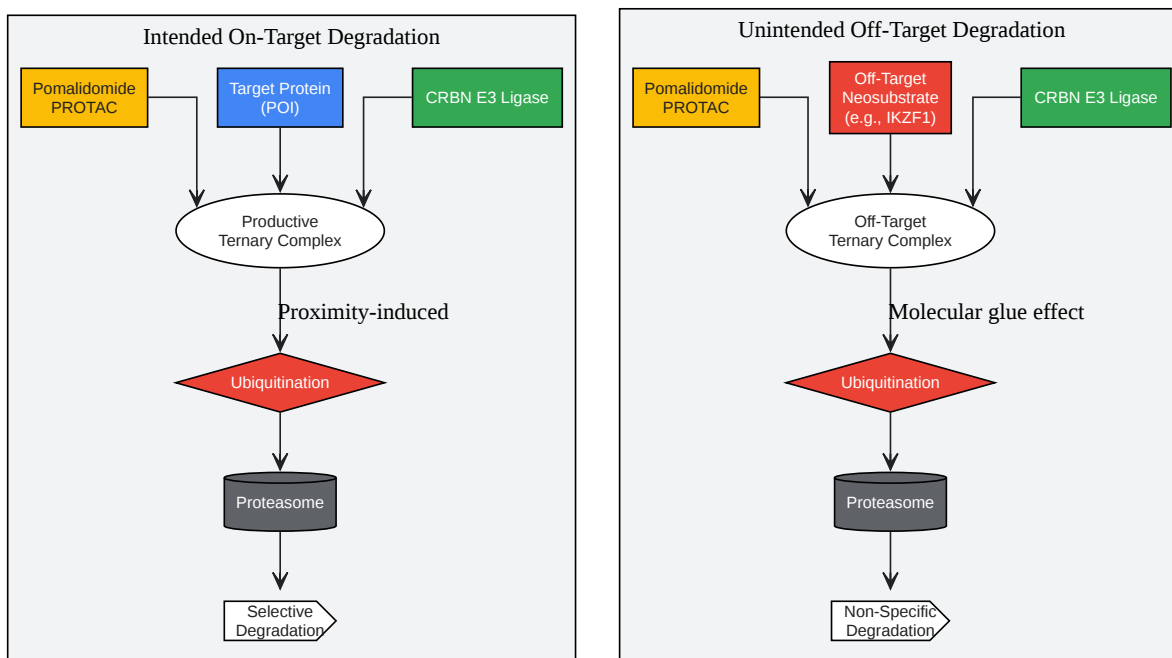 Intended On-Target Degradation
Pomalidomide
PROTAC
Target Protein
(POI)
CRBN E3 Ligase
Productive
Ternary Complex
Proximity-induced
Ubiquitination
Proteasome
Selective
Degradation
Unintended Off-Target Degradation
Pomalidomide
PROTAC
Off-Target
Neosubstrate
(e.g., IKZF1)
CRBN E3 Ligase
Off-Target
Ternary Complex
Molecular glue effect
Ubiquitination
Proteasome
Non-Specific
Degradation